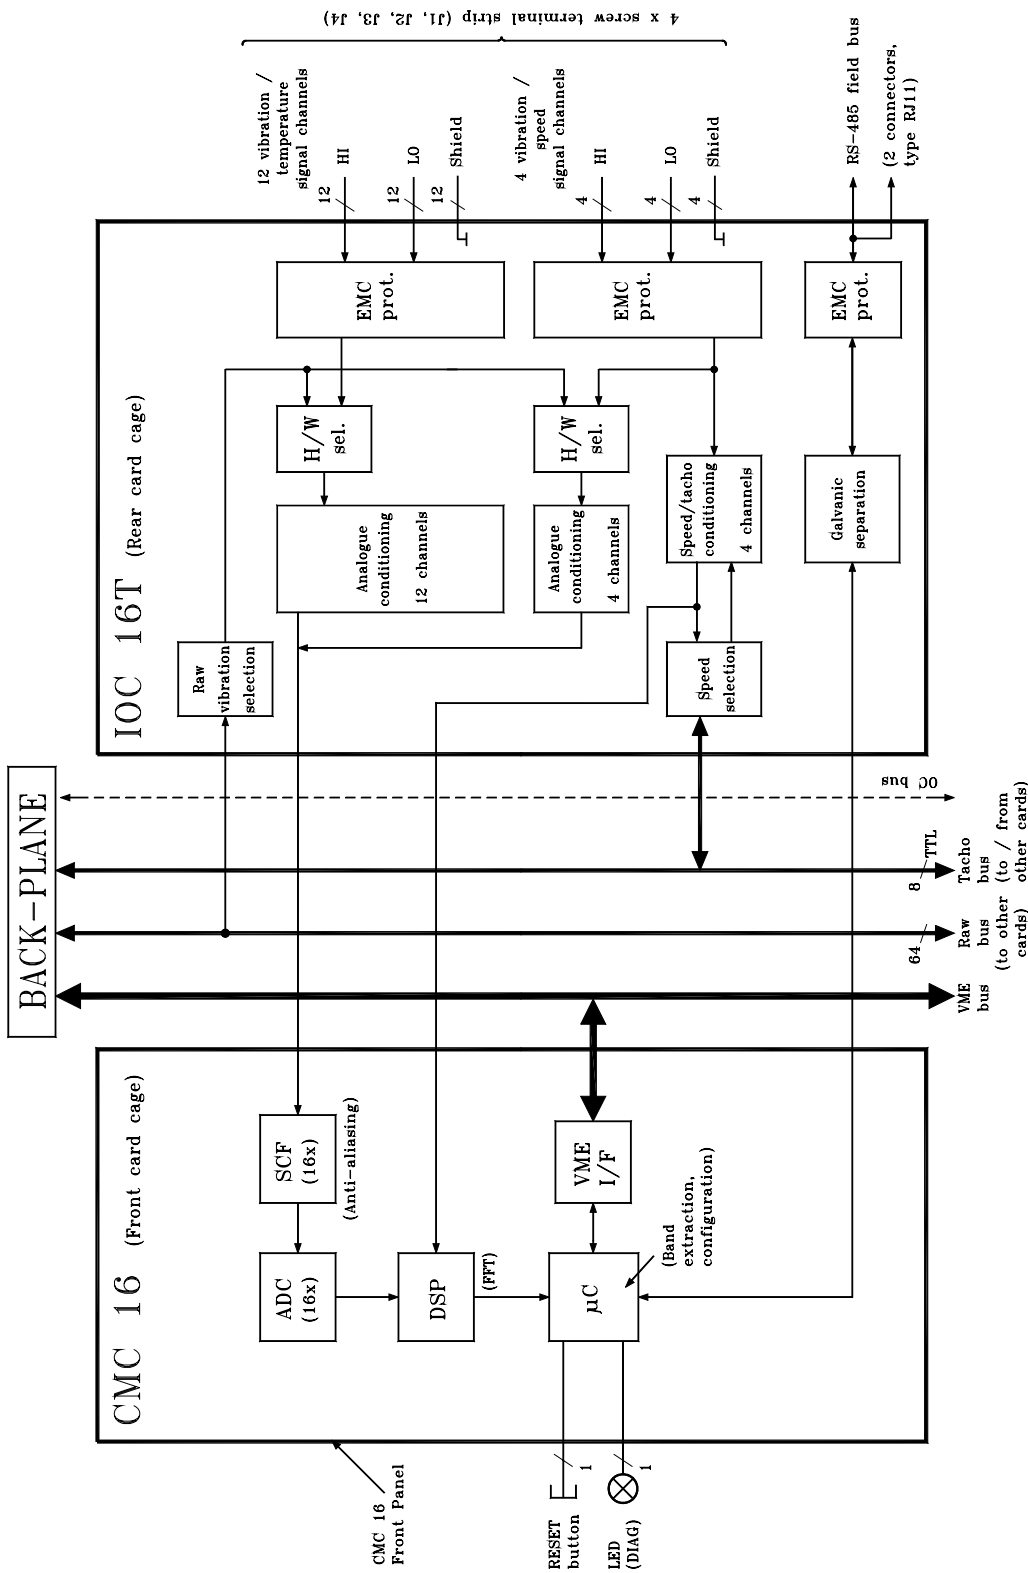 BACK-PLANE
CMC 16
(Front card cage)
IOC 16T
(Rear card cage)
CMC 16
Front Panel
ADC
(16x)
SCF
(16x)
(Anti-aliasing)
DSP
(FFT)
µC
(Band
extraction,
configuration)
VME
I/F
RESET
button
1
LED
(DIAG)
1
VME
bus
64
Raw
bus
(to other
cards)
8
TTL
Tacho
bus
(to / from
other cards)
OC bus
Raw
vibration
selection
Analogue
conditioning
12 channels
H/W
sel.
EMC
prot.
Analogue
conditioning
4 channels
H/W
sel.
EMC
prot.
Speed
selection
Speed/tacho
conditioning
4 channels
Galvanic
separation
EMC
prot.
12
12
12
HI
LO
Shield
12 vibration /
temperature
signal channels
4
4
4
HI
LO
Shield
4 vibration /
speed
signal channels
4 x screw terminal strip (J1, J2, J3, J4)
RS-485 field bus
(2 connectors,
type RJ11)